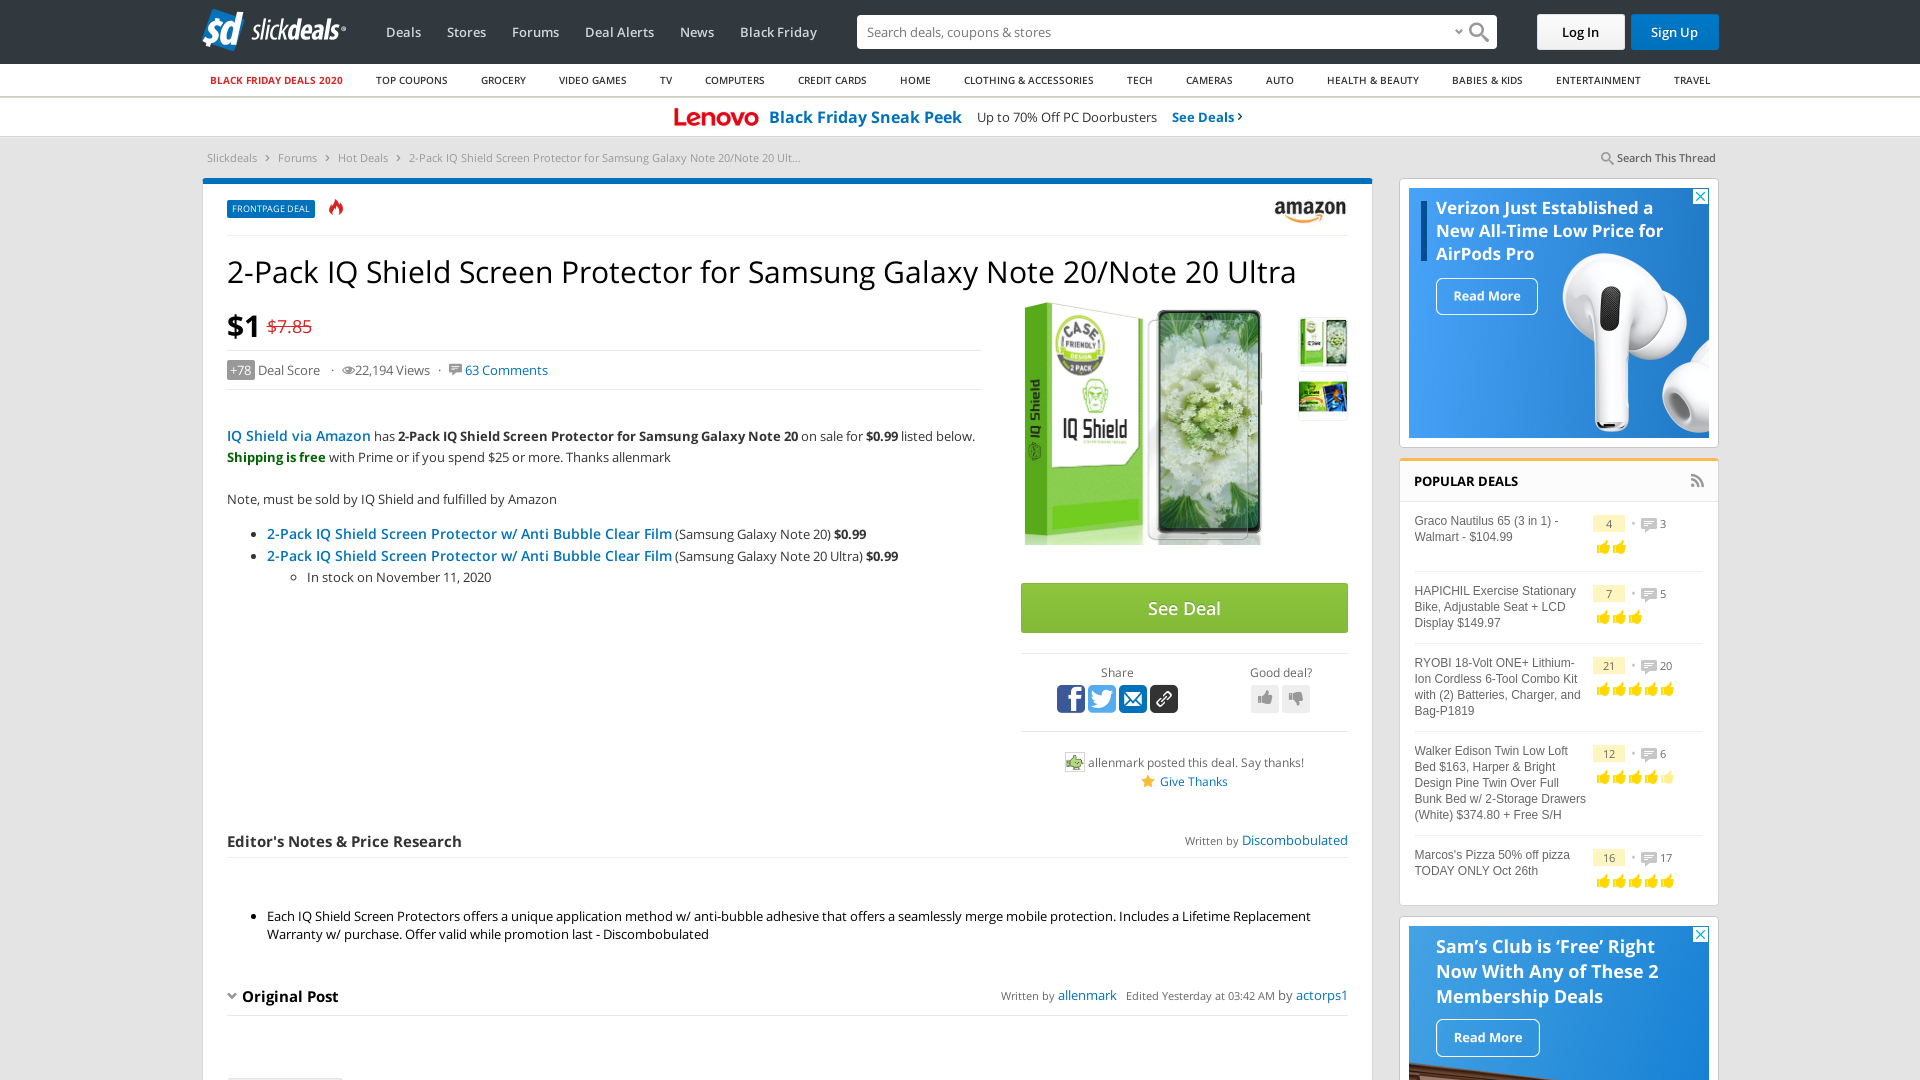 sd slickdeals
Deals
Stores
Forums
Deal Alerts
News
Black Friday
Search deals, coupons & stores
Log In
Sign Up
BLACK FRIDAY DEALS 2020
TOP COUPONS
GROCERY
VIDEO GAMES
TV
COMPUTERS
CREDIT CARDS
HOME
CLOTHING & ACCESSORIES
TECH
CAMERAS
AUTO
HEALTH & BEAUTY
BABIES & KIDS
ENTERTAINMENT
TRAVEL
Lenovo Black Friday Sneak Peek Up to 70% Off PC Doorbusters See Deals ›
Slickdeals › Forums › Hot Deals › 2-Pack IQ Shield Screen Protector for Samsung Galaxy Note 20/Note 20 Ult...
Search This Thread
FRONTPAGE DEAL
amazon
2-Pack IQ Shield Screen Protector for Samsung Galaxy Note 20/Note 20 Ultra
$1 $7.85
+78 Deal Score · 22,194 Views · 63 Comments
IQ Shield via Amazon has 2-Pack IQ Shield Screen Protector for Samsung Galaxy Note 20 on sale for $0.99 listed below.
Shipping is free with Prime or if you spend $25 or more. Thanks allenmark
Note, must be sold by IQ Shield and fulfilled by Amazon
2-Pack IQ Shield Screen Protector w/ Anti Bubble Clear Film (Samsung Galaxy Note 20) $0.99
2-Pack IQ Shield Screen Protector w/ Anti Bubble Clear Film (Samsung Galaxy Note 20 Ultra) $0.99
In stock on November 11, 2020
CASE
FRIENDLY
DESIGN
2 PACK
IQ Shield
IQ Shield
See Deal
Share
Good deal?
allenmark posted this deal. Say thanks!
Give Thanks
Editor's Notes & Price Research
Written by Discombobulated
Each IQ Shield Screen Protectors offers a unique application method w/ anti-bubble adhesive that offers a seamlessly merge mobile protection. Includes a Lifetime Replacement
Warranty w/ purchase. Offer valid while promotion last - Discombobulated
Original Post
Written by allenmark Edited Yesterday at 03:42 AM by actorps1
Verizon Just Established a
New All-Time Low Price for
AirPods Pro
Read More
POPULAR DEALS
Graco Nautilus 65 (3 in 1) -
Walmart - $104.99
4 • 3
HAPICHIL Exercise Stationary
Bike, Adjustable Seat + LCD
Display $149.97
7 • 5
RYOBI 18-Volt ONE+ Lithium-
Ion Cordless 6-Tool Combo Kit
with (2) Batteries, Charger, and
Bag-P1819
21 • 20
Walker Edison Twin Low Loft
Bed $163, Harper & Bright
Design Pine Twin Over Full
Bunk Bed w/ 2-Storage Drawers
(White) $374.80 + Free S/H
12 • 6
Marcos's Pizza 50% off pizza
TODAY ONLY Oct 26th
16 • 17
Sam's Club is ‘Free’ Right
Now With Any of These 2
Membership Deals
Read More